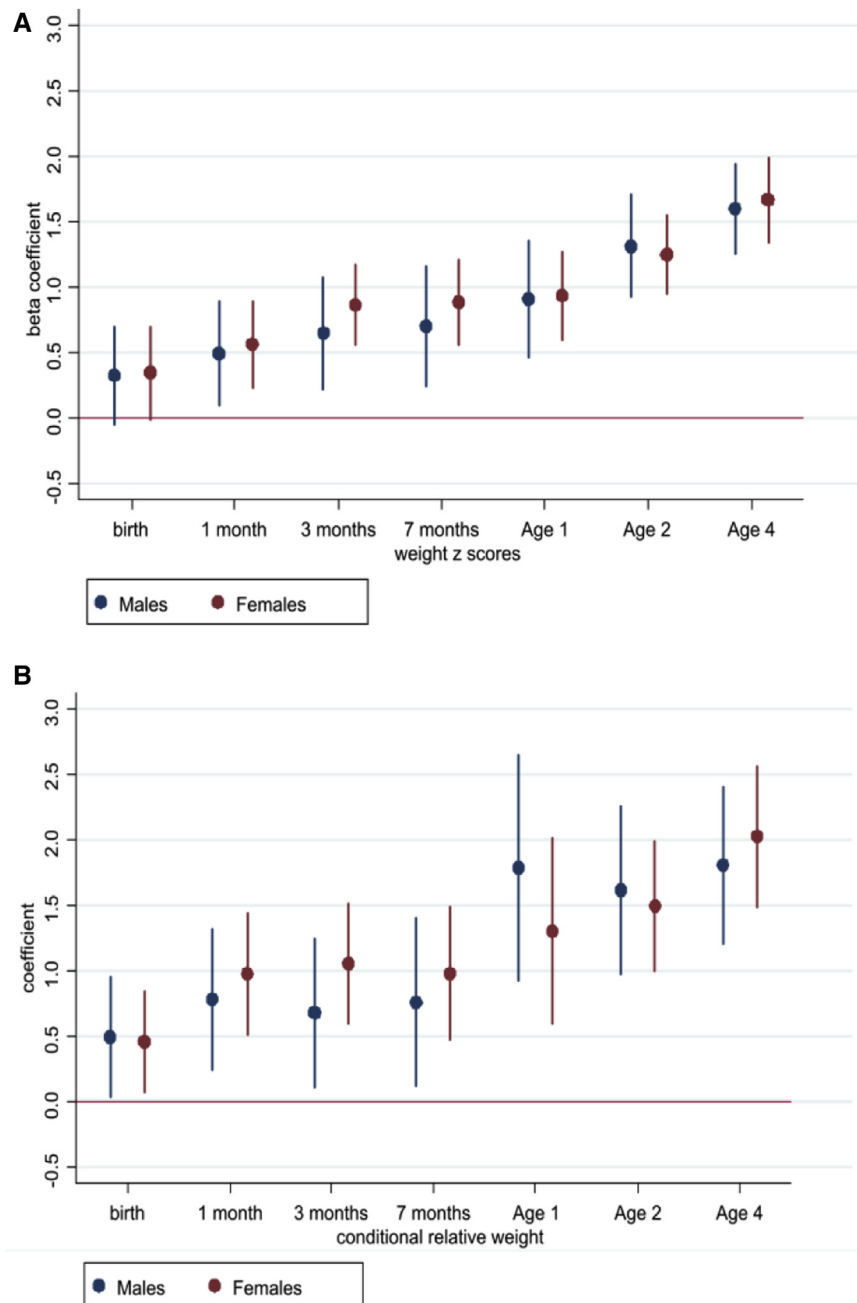 A
3.0
2.5
2.0
1.5
1.0
0.5
0.0
-0.5
beta coefficient
birth 1 month 3 months 7 months Age 1 Age 2 Age 4
weight z scores
Males Females
B
3.0
2.5
2.0
1.5
1.0
0.5
0.0
-0.5
coefficient
birth 1 month 3 months 7 months Age 1 Age 2 Age 4
conditional relative weight
Males Females